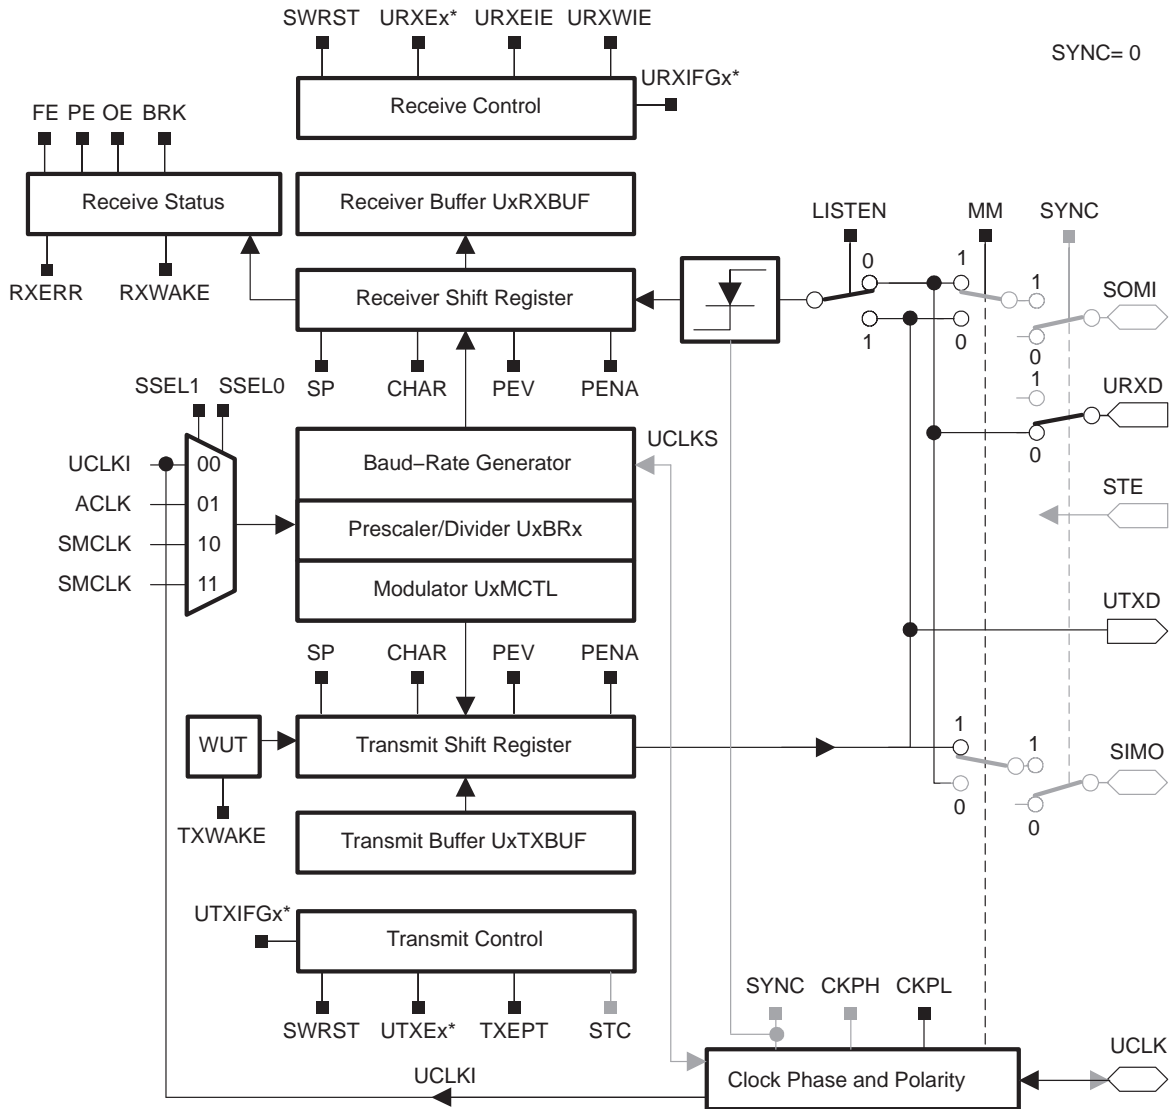 SWRST URXEx* URXEIE URXWIE
SYNC= 0
Receive Control
URXIFGx*
FE PE OE BRK
Receive Status
Receiver Buffer UxRXBUF
LISTEN MM SYNC
0 1 1
SOMI
RXERR RXWAKE
Receiver Shift Register
1 0 0
SP CHAR PEV PENA
1
URXD
0
SSEL1 SSEL0
UCLKS
UCLKI 00
ACLK 01
SMCLK 10
SMCLK 11
Baud–Rate Generator
Prescaler/Divider UxBRx
Modulator UxMCTL
STE
UTXD
SP CHAR PEV PENA
WUT
Transmit Shift Register
1 1
SIMO
0 0
TXWAKE
Transmit Buffer UxTXBUF
UTXIFGx*
Transmit Control
SWRST UTXEx* TXEPT STC
SYNC CKPH CKPL
UCLK
UCLKI
Clock Phase and Polarity